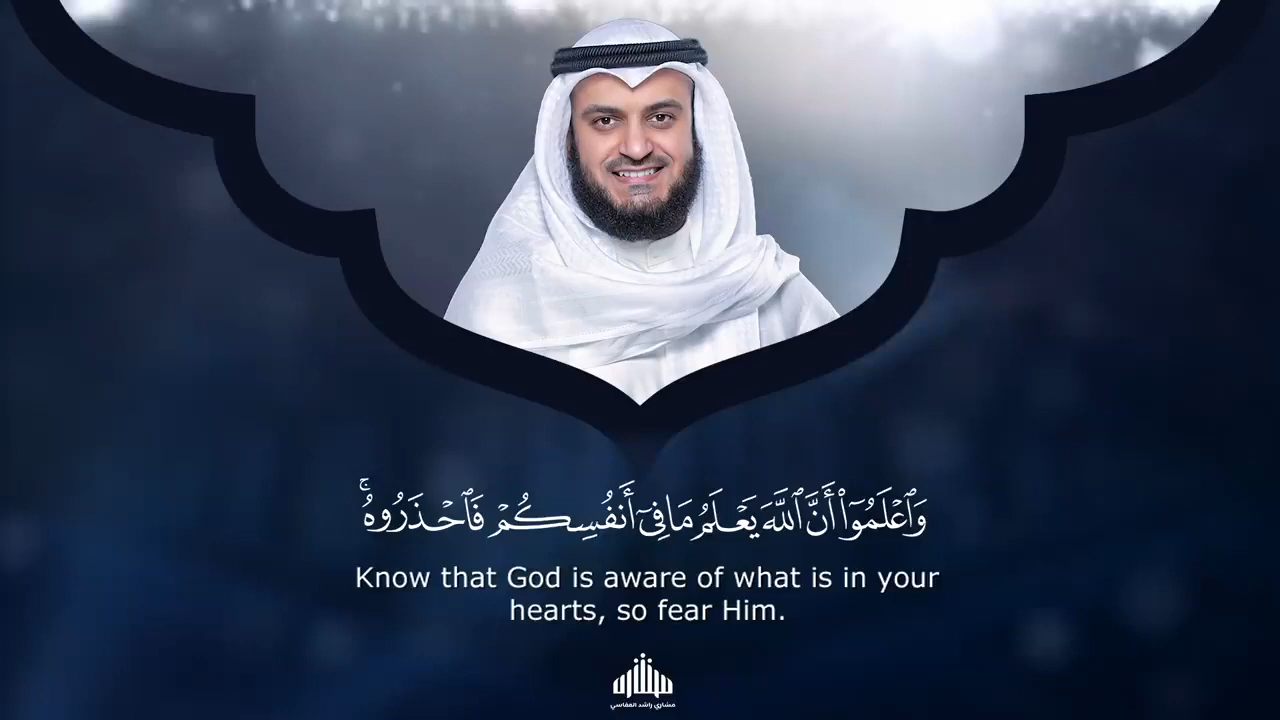 وَٱعْلَمُوٓا۟ أَنَّ ٱللَّهَ يَعْلَمُ مَا فِىٓ أَنفُسِكُمْ فَٱحْذَرُوهُ ۚ
Know that God is aware of what is in your
hearts, so fear Him.
مشاري راشد العفاسي